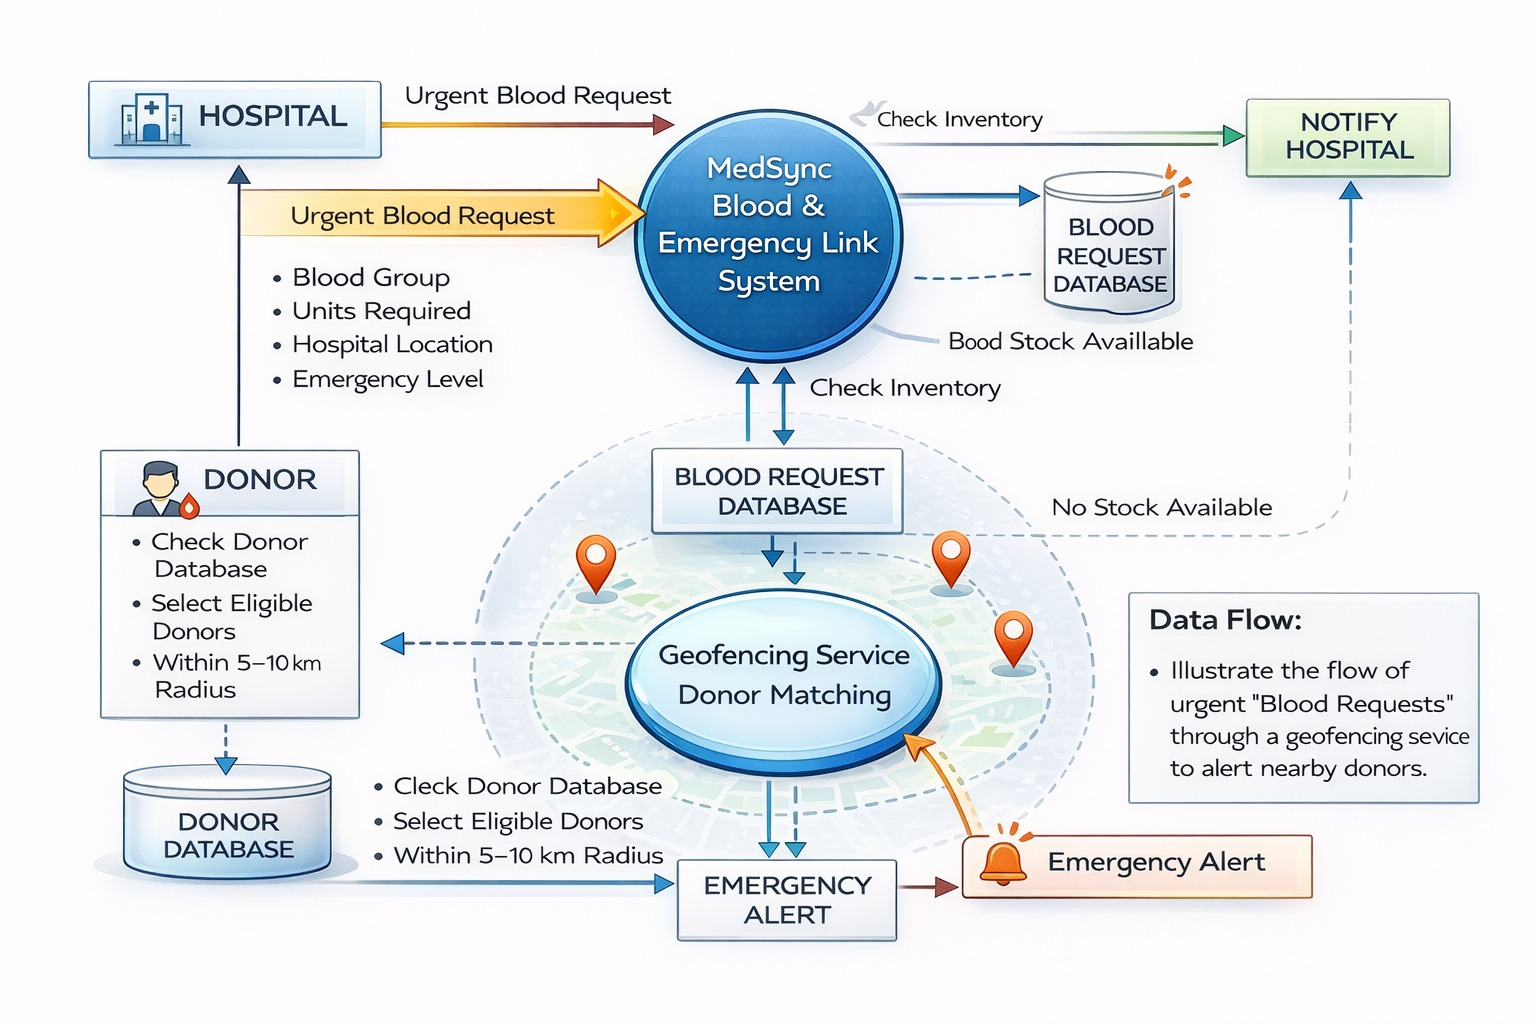 HOSPITAL
Urgent Blood Request
Check Inventory
NOTIFY
HOSPITAL
MedSync
Blood &
Emergency Link
System
Urgent Blood Request
• Blood Group
• Units Required
• Hospital Location
• Emergency Level
BLOOD
REQUEST
DATABASE
Bood Stock Availlable
Check Inventory
DONOR
• Check Donor
Database
• Select Eligible
Donors
• Within 5–10 km
Radius
BLOOD REQUEST
DATABASE
No Stock Available
Geofencing Service
Donor Matching
Data Flow:
• Illustrate the flow of
urgent "Blood Requests"
through a geofencing sevice
to alert nearby donors.
DONOR
DATABASE
• Cleck Donor Database
• Select Eligible Donors
• Within 5–10 km Radius
EMERGENCY
ALERT
Emergency Alert